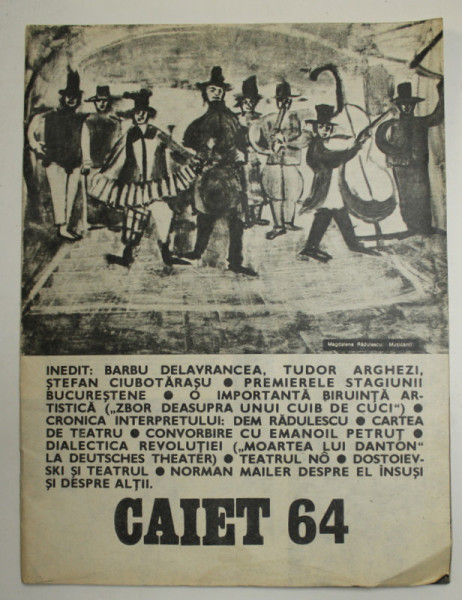 Magdalena Rădulescu: Muzicanți
INEDIT: BARBU DELAVRANCEA, TUDOR ARGHEZI,
ȘTEFAN CIUBOTĂRAȘU ● PREMIERELE STAGIUNII
BUCUREȘTENE ● O IMPORTANTĂ BIRUINȚĂ AR-
TISTICĂ („ZBOR DEASUPRA UNUI CUIB DE CUCI”) ●
CRONICA INTERPRETULUI: DEM RĂDULESCU ● CARTEA
DE TEATRU ● CONVORBIRE CU EMANOIL PETRUȚ ●
DIALECTICA REVOLUȚIEI („MOARTEA LUI DANTON”
LA DEUTSCHES THEATER) ● TEATRUL NÔ ● DOSTOIEV-
SKI ȘI TEATRUL ● NORMAN MAILER DESPRE EL ÎNSUȘI
ȘI DESPRE ALȚII.
CAIET 64